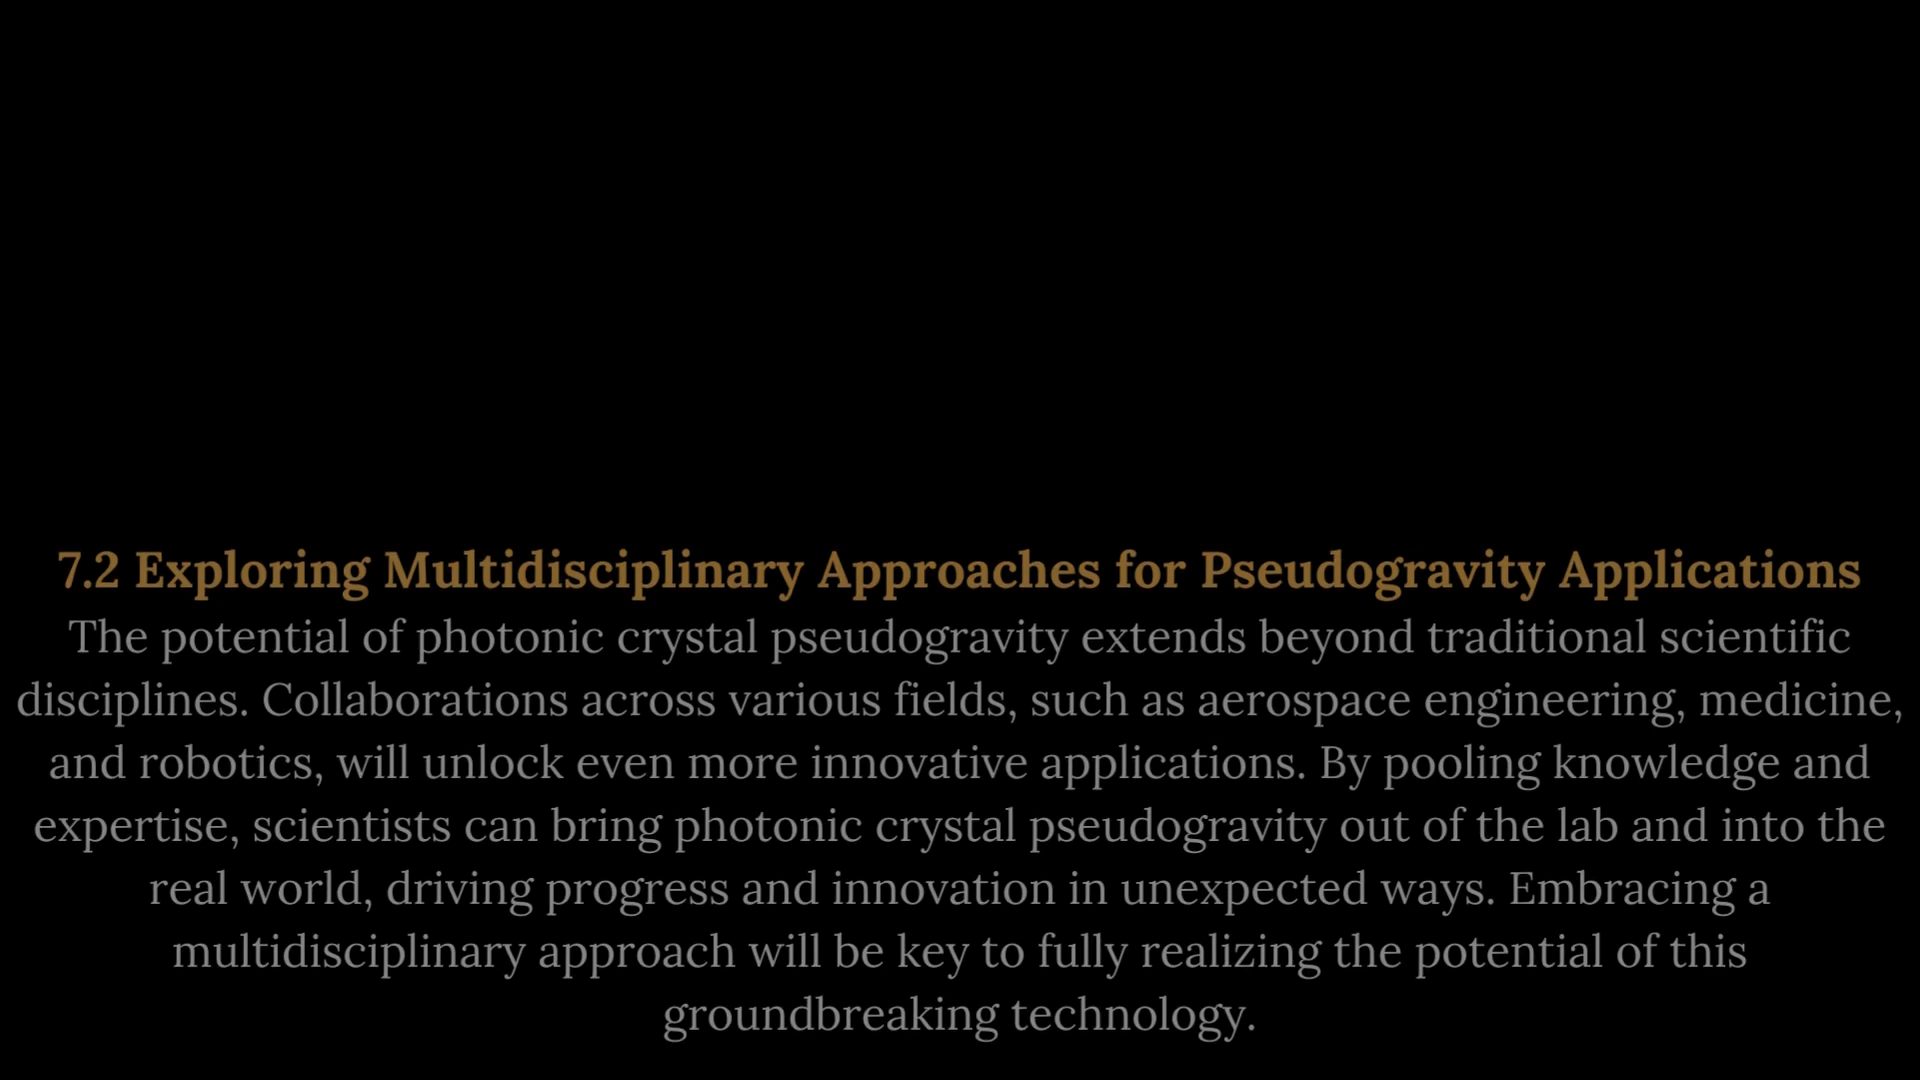 7.2 Exploring Multidisciplinary Approaches for Pseudogravity Applications
The potential of photonic crystal pseudogravity extends beyond traditional scientific
disciplines. Collaborations across various fields, such as aerospace engineering, medicine,
and robotics, will unlock even more innovative applications. By pooling knowledge and
expertise, scientists can bring photonic crystal pseudogravity out of the lab and into the
real world, driving progress and innovation in unexpected ways. Embracing a
multidisciplinary approach will be key to fully realizing the potential of this
groundbreaking technology.